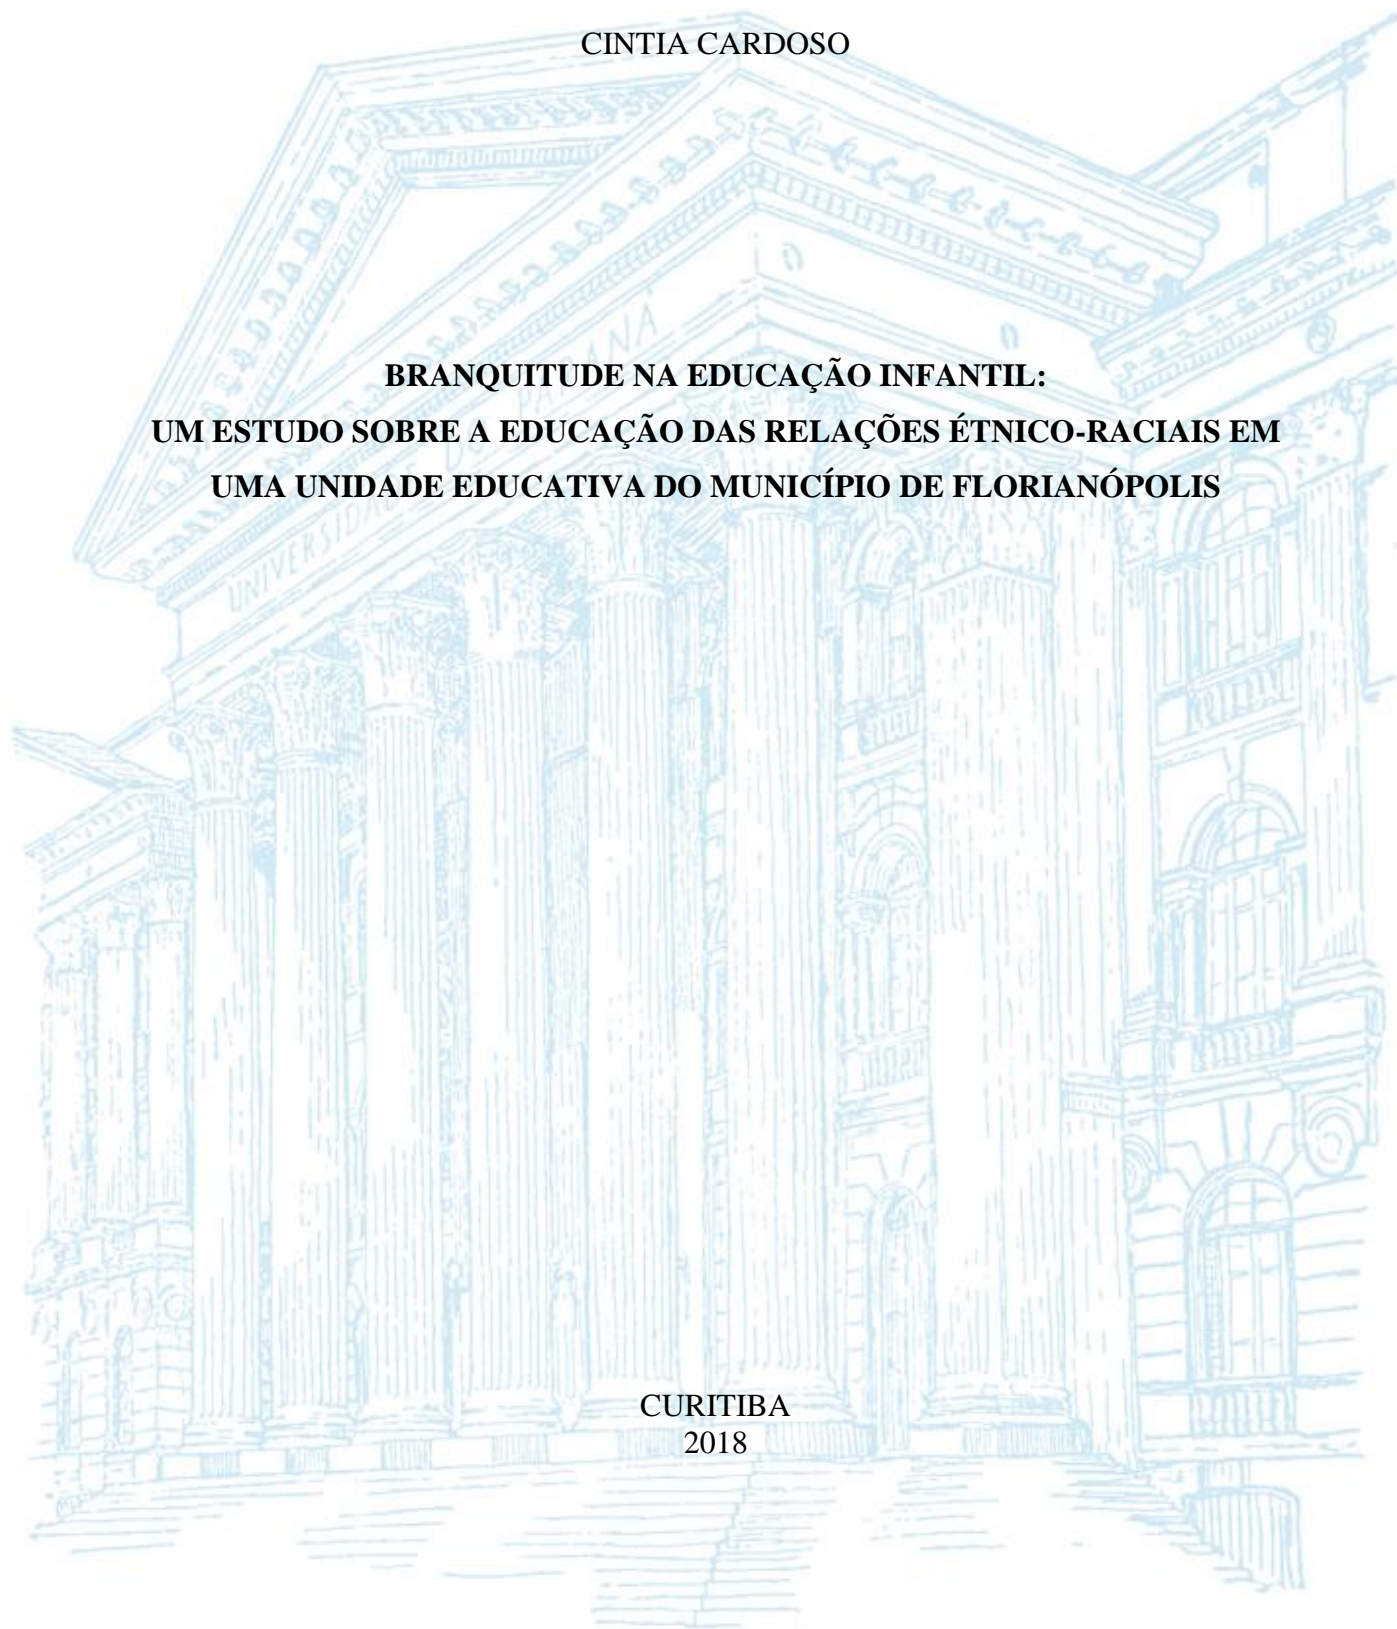 CINTIA CARDOSO
BRANQUITUDE NA EDUCAÇÃO INFANTIL:
UM ESTUDO SOBRE A EDUCAÇÃO DAS RELAÇÕES ÉTNICO-RACIAIS EM
UMA UNIDADE EDUCATIVA DO MUNICÍPIO DE FLORIANÓPOLIS
CURITIBA
2018